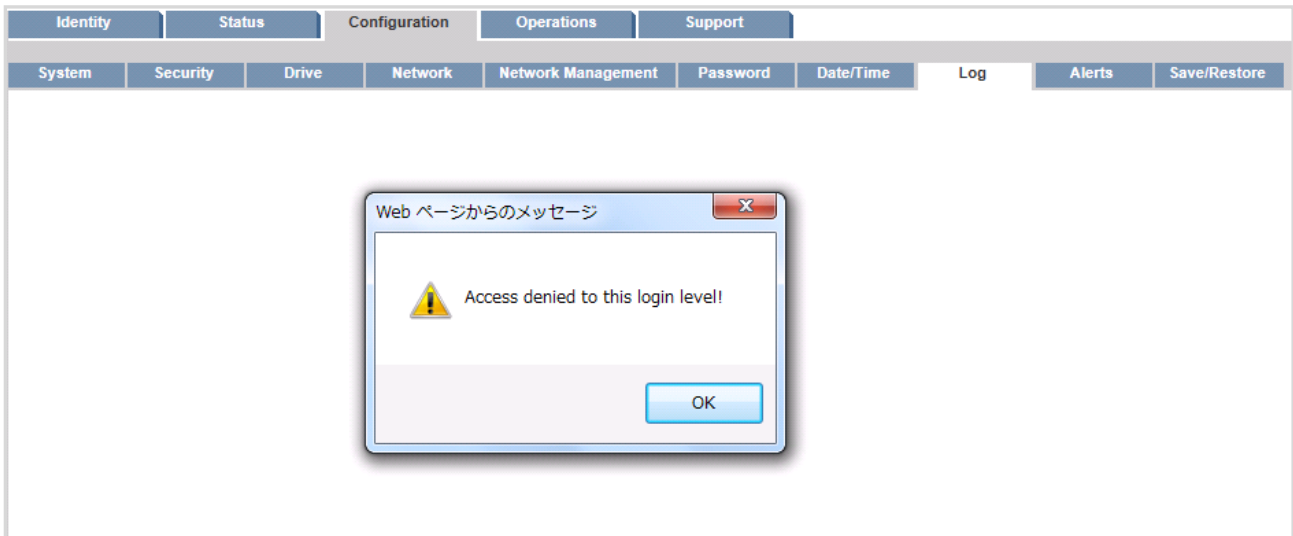 Identity Status Configuration Operations Support
System Security Drive Network Network Management Password Date/Time Log Alerts Save/Restore
Web ページからのメッセージ
Access denied to this login level!
OK